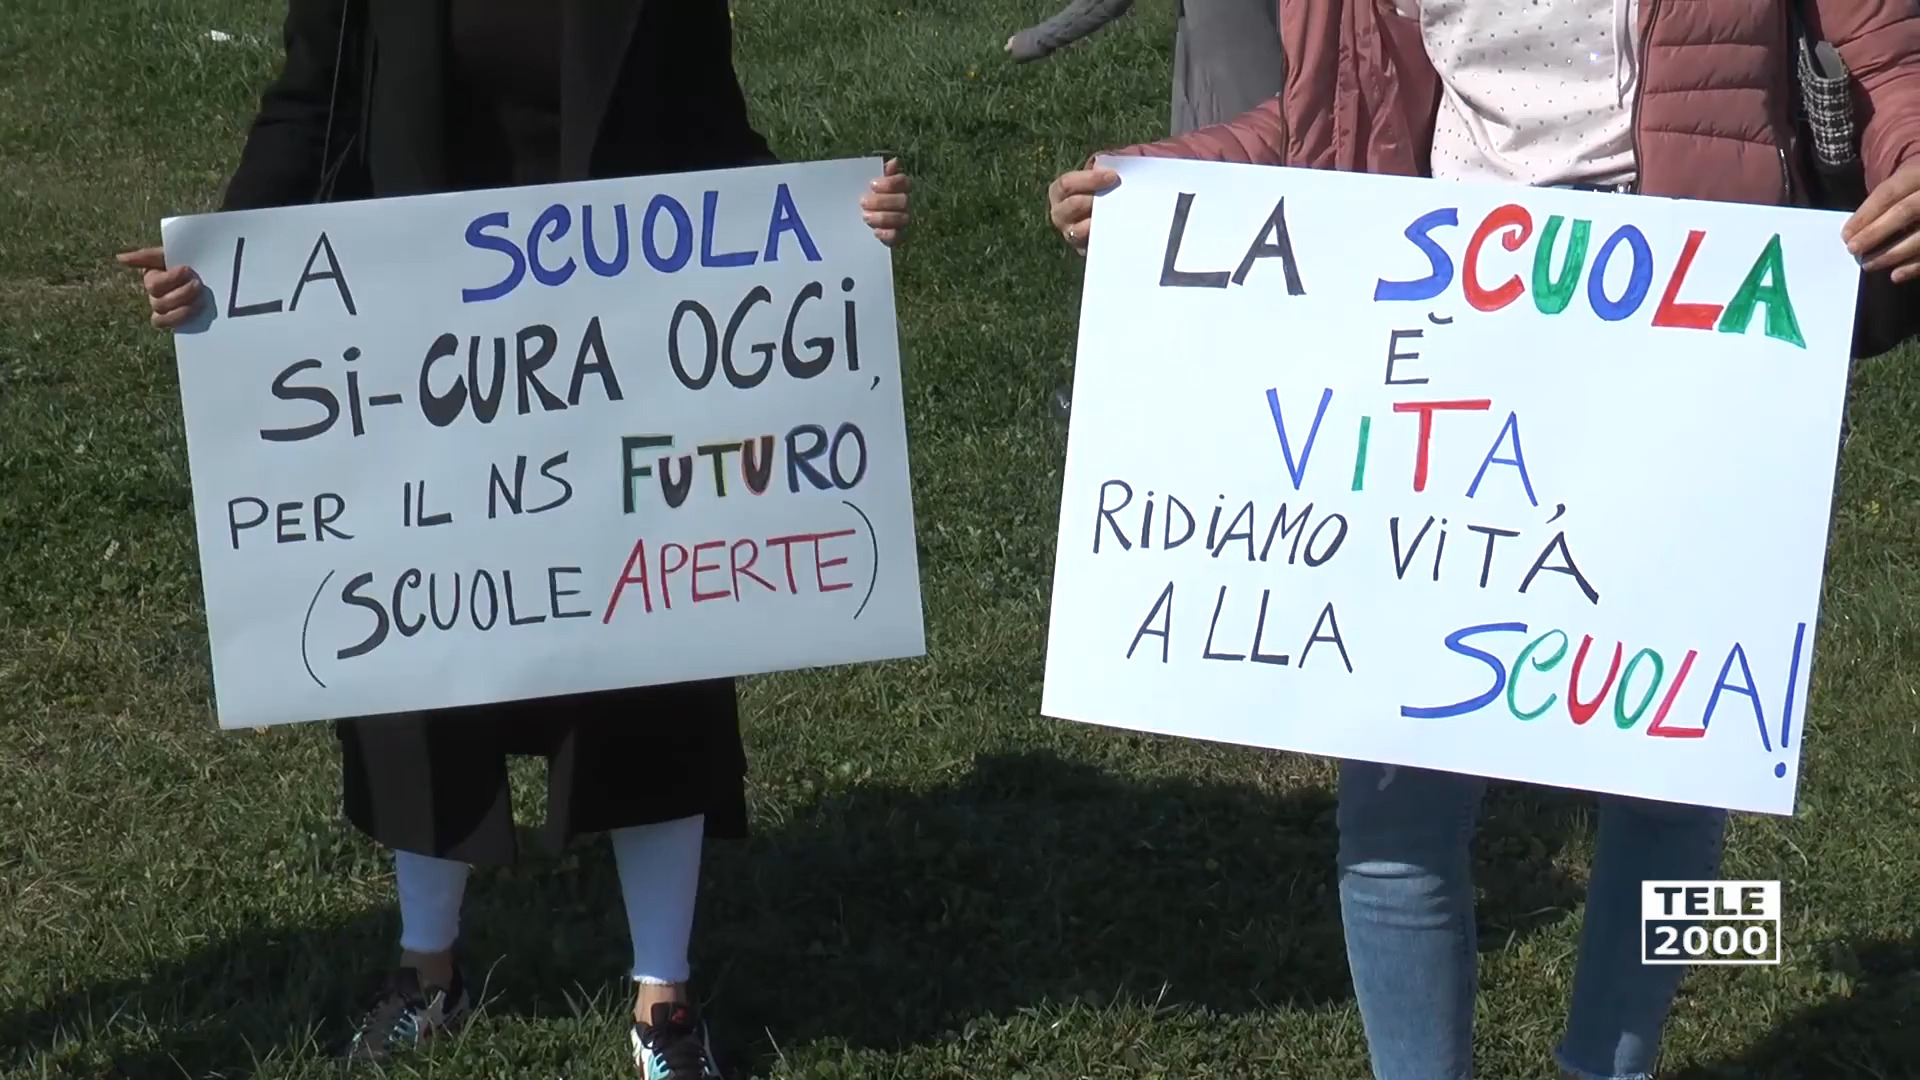 LA SCUOLA
Si-CURA OGGi,
PER IL NS FUTURO
(SCUOLE APERTE)
LA SCUOLA
È
VITA,
RiDiAMO ViTA
ALLA SCUOLA!
TELE
2000